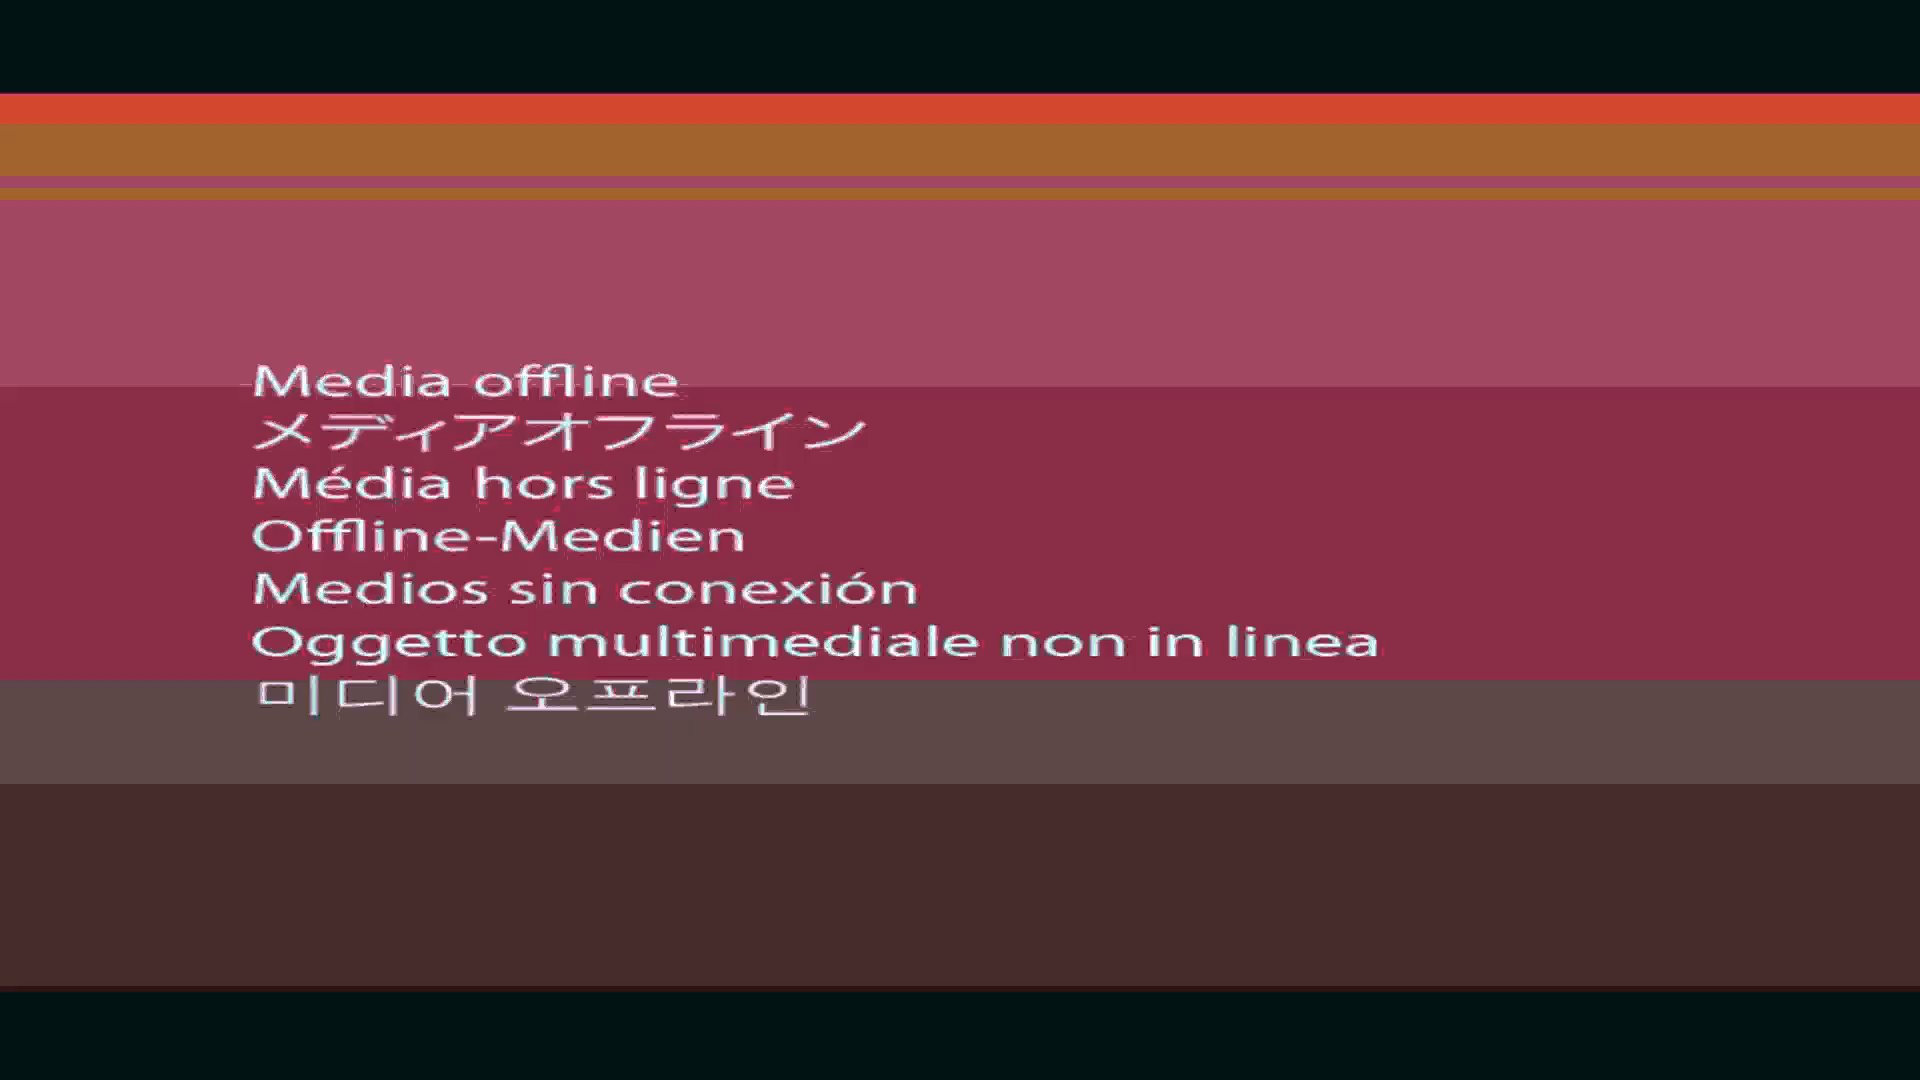 Media offline
メディアオフライン
Média hors ligne
Offline-Medien
Medios sin conexión
Oggetto multimediale non in linea
미디어 오프라인